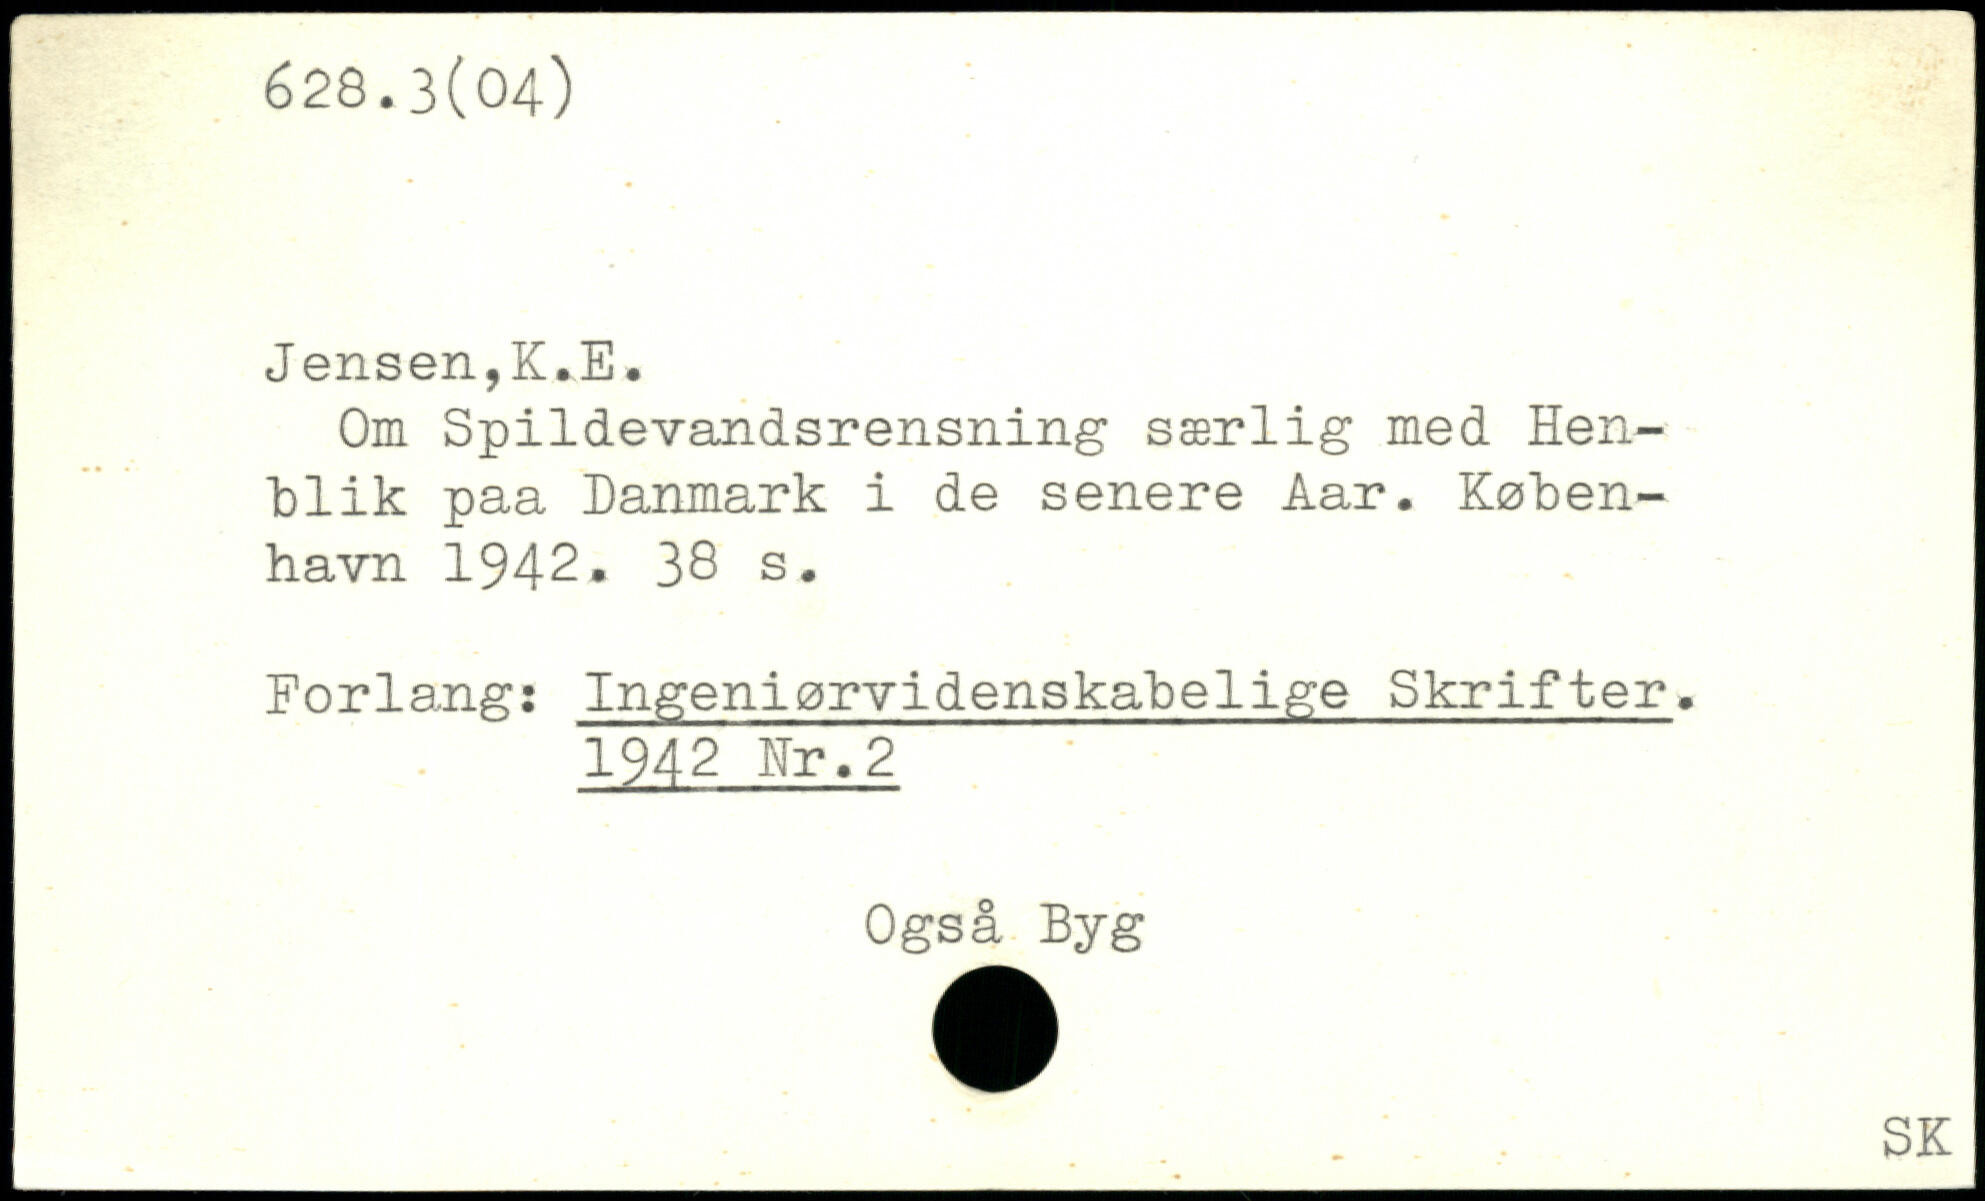 628.3(04)
Jensen,K.E.
Om Spildevandsrensning særlig med Hen-
blik paa Danmark i de senere Aar. Køben-
havn 1942. 38 s.
Forlang: Ingeniørvidenskabelige Skrifter.
1942 Nr.2
Også Byg
SK